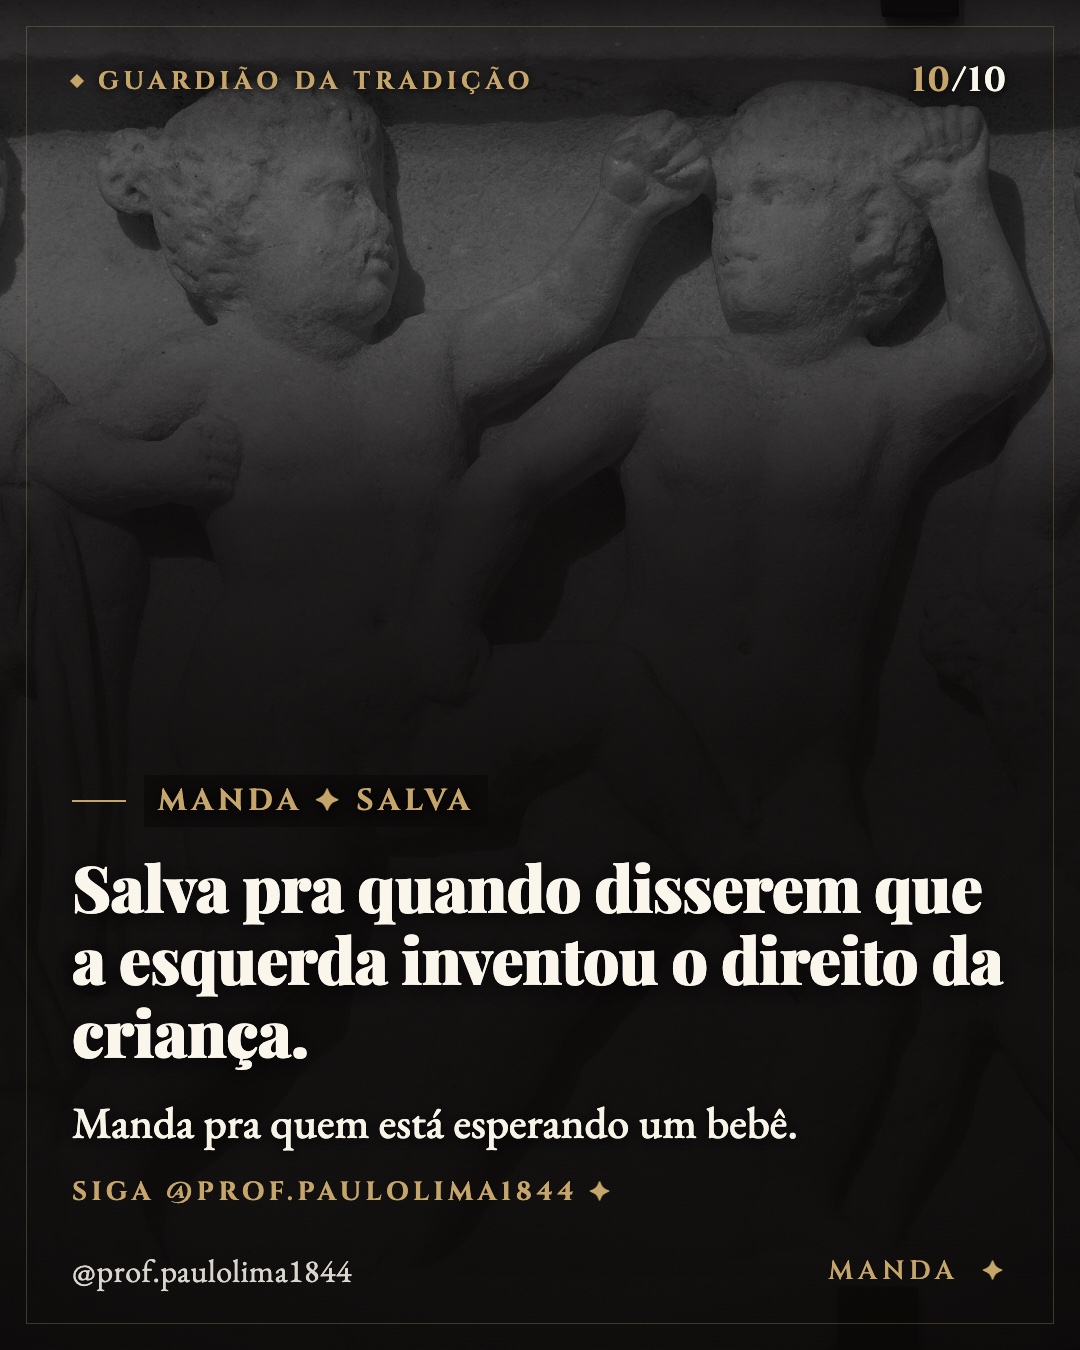 ◆ GUARDIÃO DA TRADIÇÃO
10/10
MANDA ✦ SALVA
Salva pra quando disserem que
a esquerda inventou o direito da
criança.
Manda pra quem está esperando um bebê.
SIGA @PROF.PAULOLIMA1844 ✦
@prof.paulolima1844
MANDA ✦